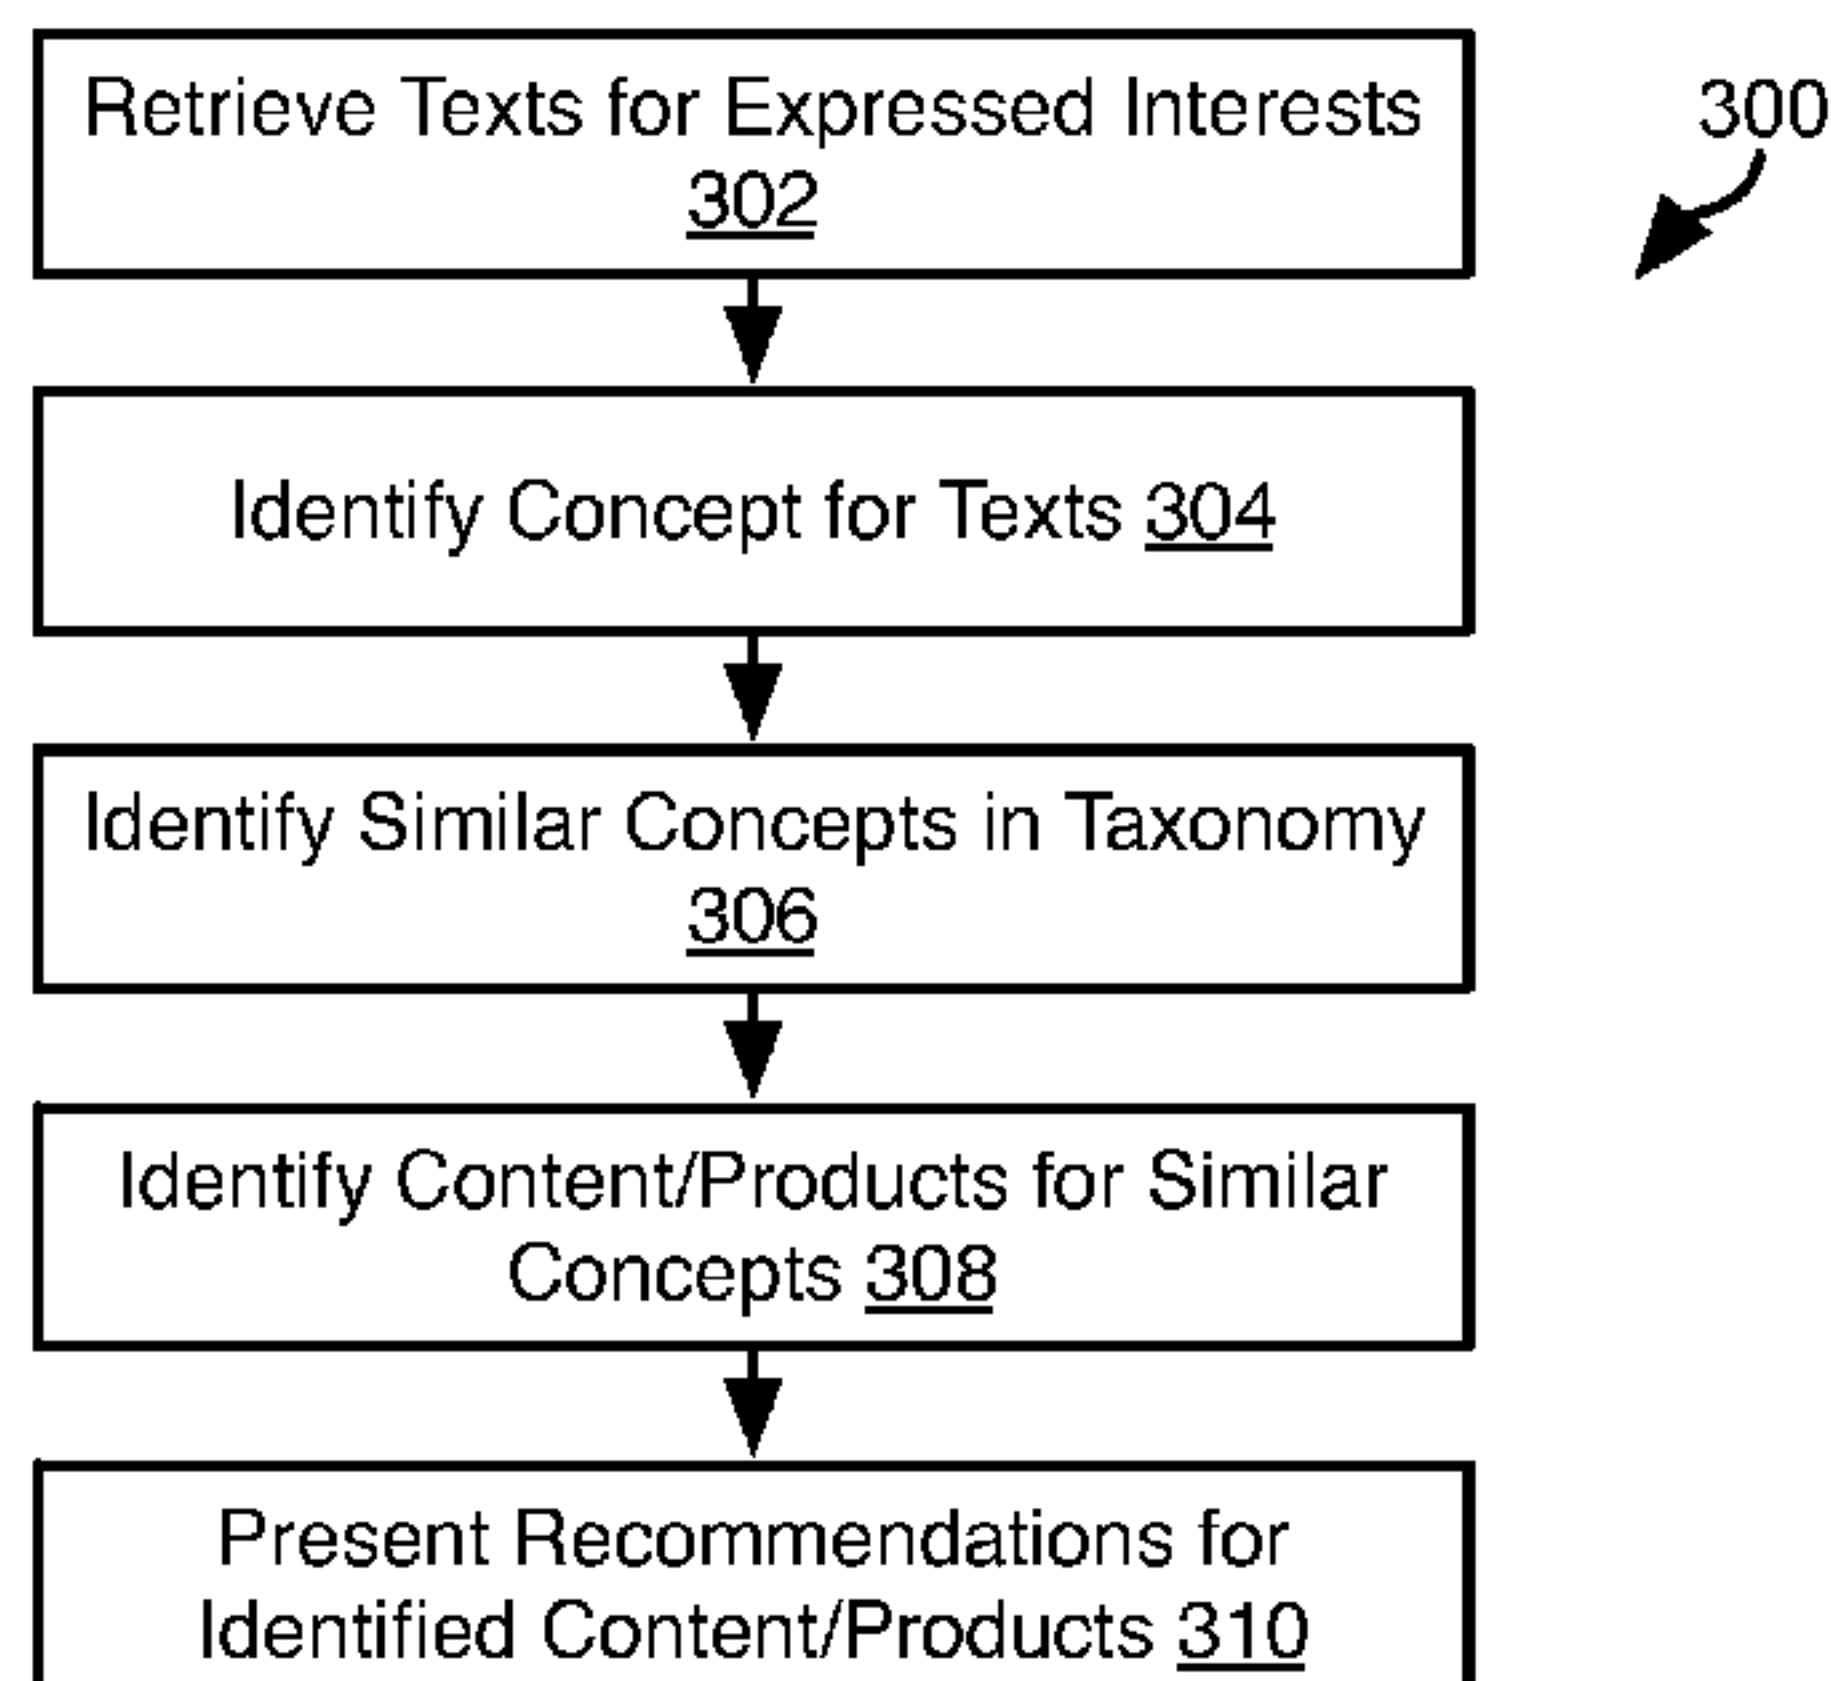 Retrieve Texts for Expressed Interests
302
300
Identify Concept for Texts 304
Identify Similar Concepts in Taxonomy
306
Identify Content/Products for Similar
Concepts 308
Present Recommendations for
Identified Content/Products 310